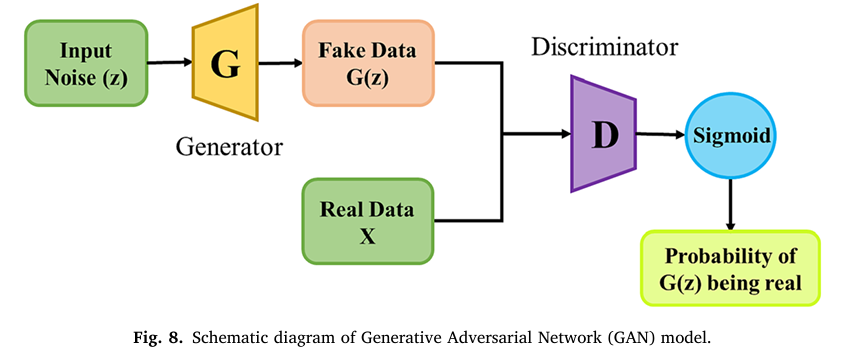 Input
Noise (z)
G
Generator
Fake Data
G(z)
Real Data
X
Discriminator
D
Sigmoid
Probability of
G(z) being real
Fig. 8. Schematic diagram of Generative Adversarial Network (GAN) model.